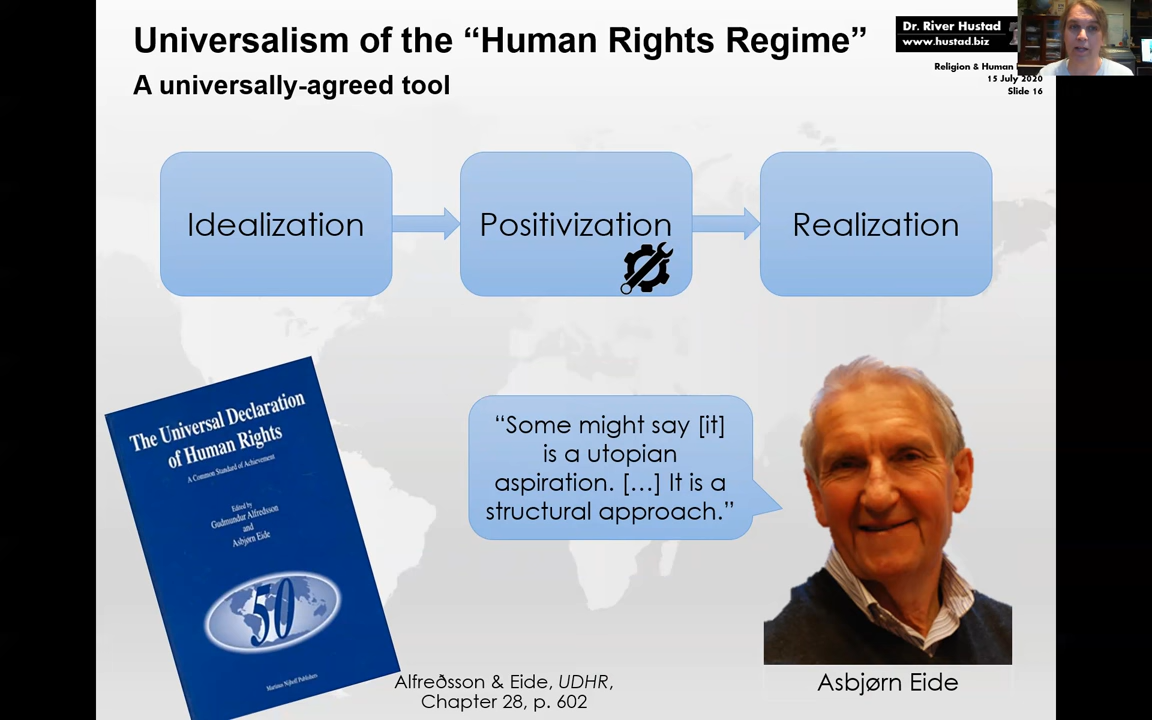 Universalism of the “Human Rights Regime”
A universally-agreed tool
Dr. River Hustad
www.hustad.biz
Religion & Human
15 July 2020
Slide 16
Idealization
Positivization
Realization
The Universal Declaration
of Human Rights
A Common Standard of Achievement
Edited by
Gudmundur Alfredsson
and
Asbjørn Eide
50
Martinus Nijhoff Publishers
“Some might say [it]
is a utopian
aspiration. […] It is a
structural approach.”
Alfreðsson & Eide, UDHR,
Chapter 28, p. 602
Asbjørn Eide